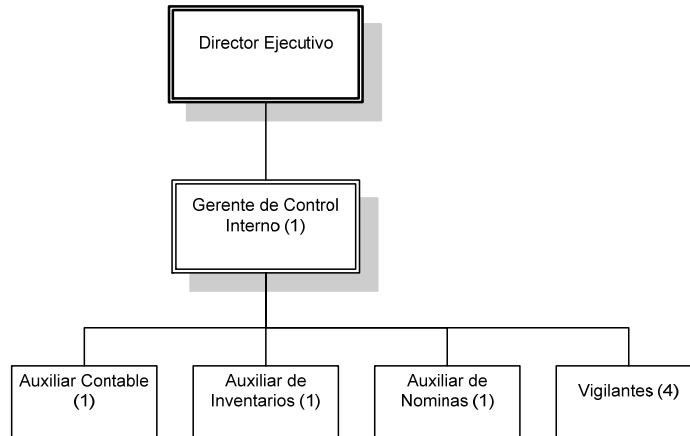 Director Ejecutivo
Gerente de Control
Interno (1)
Auxiliar Contable
(1)
Auxiliar de
Inventarios (1)
Auxiliar de
Nominas (1)
Vigilantes (4)